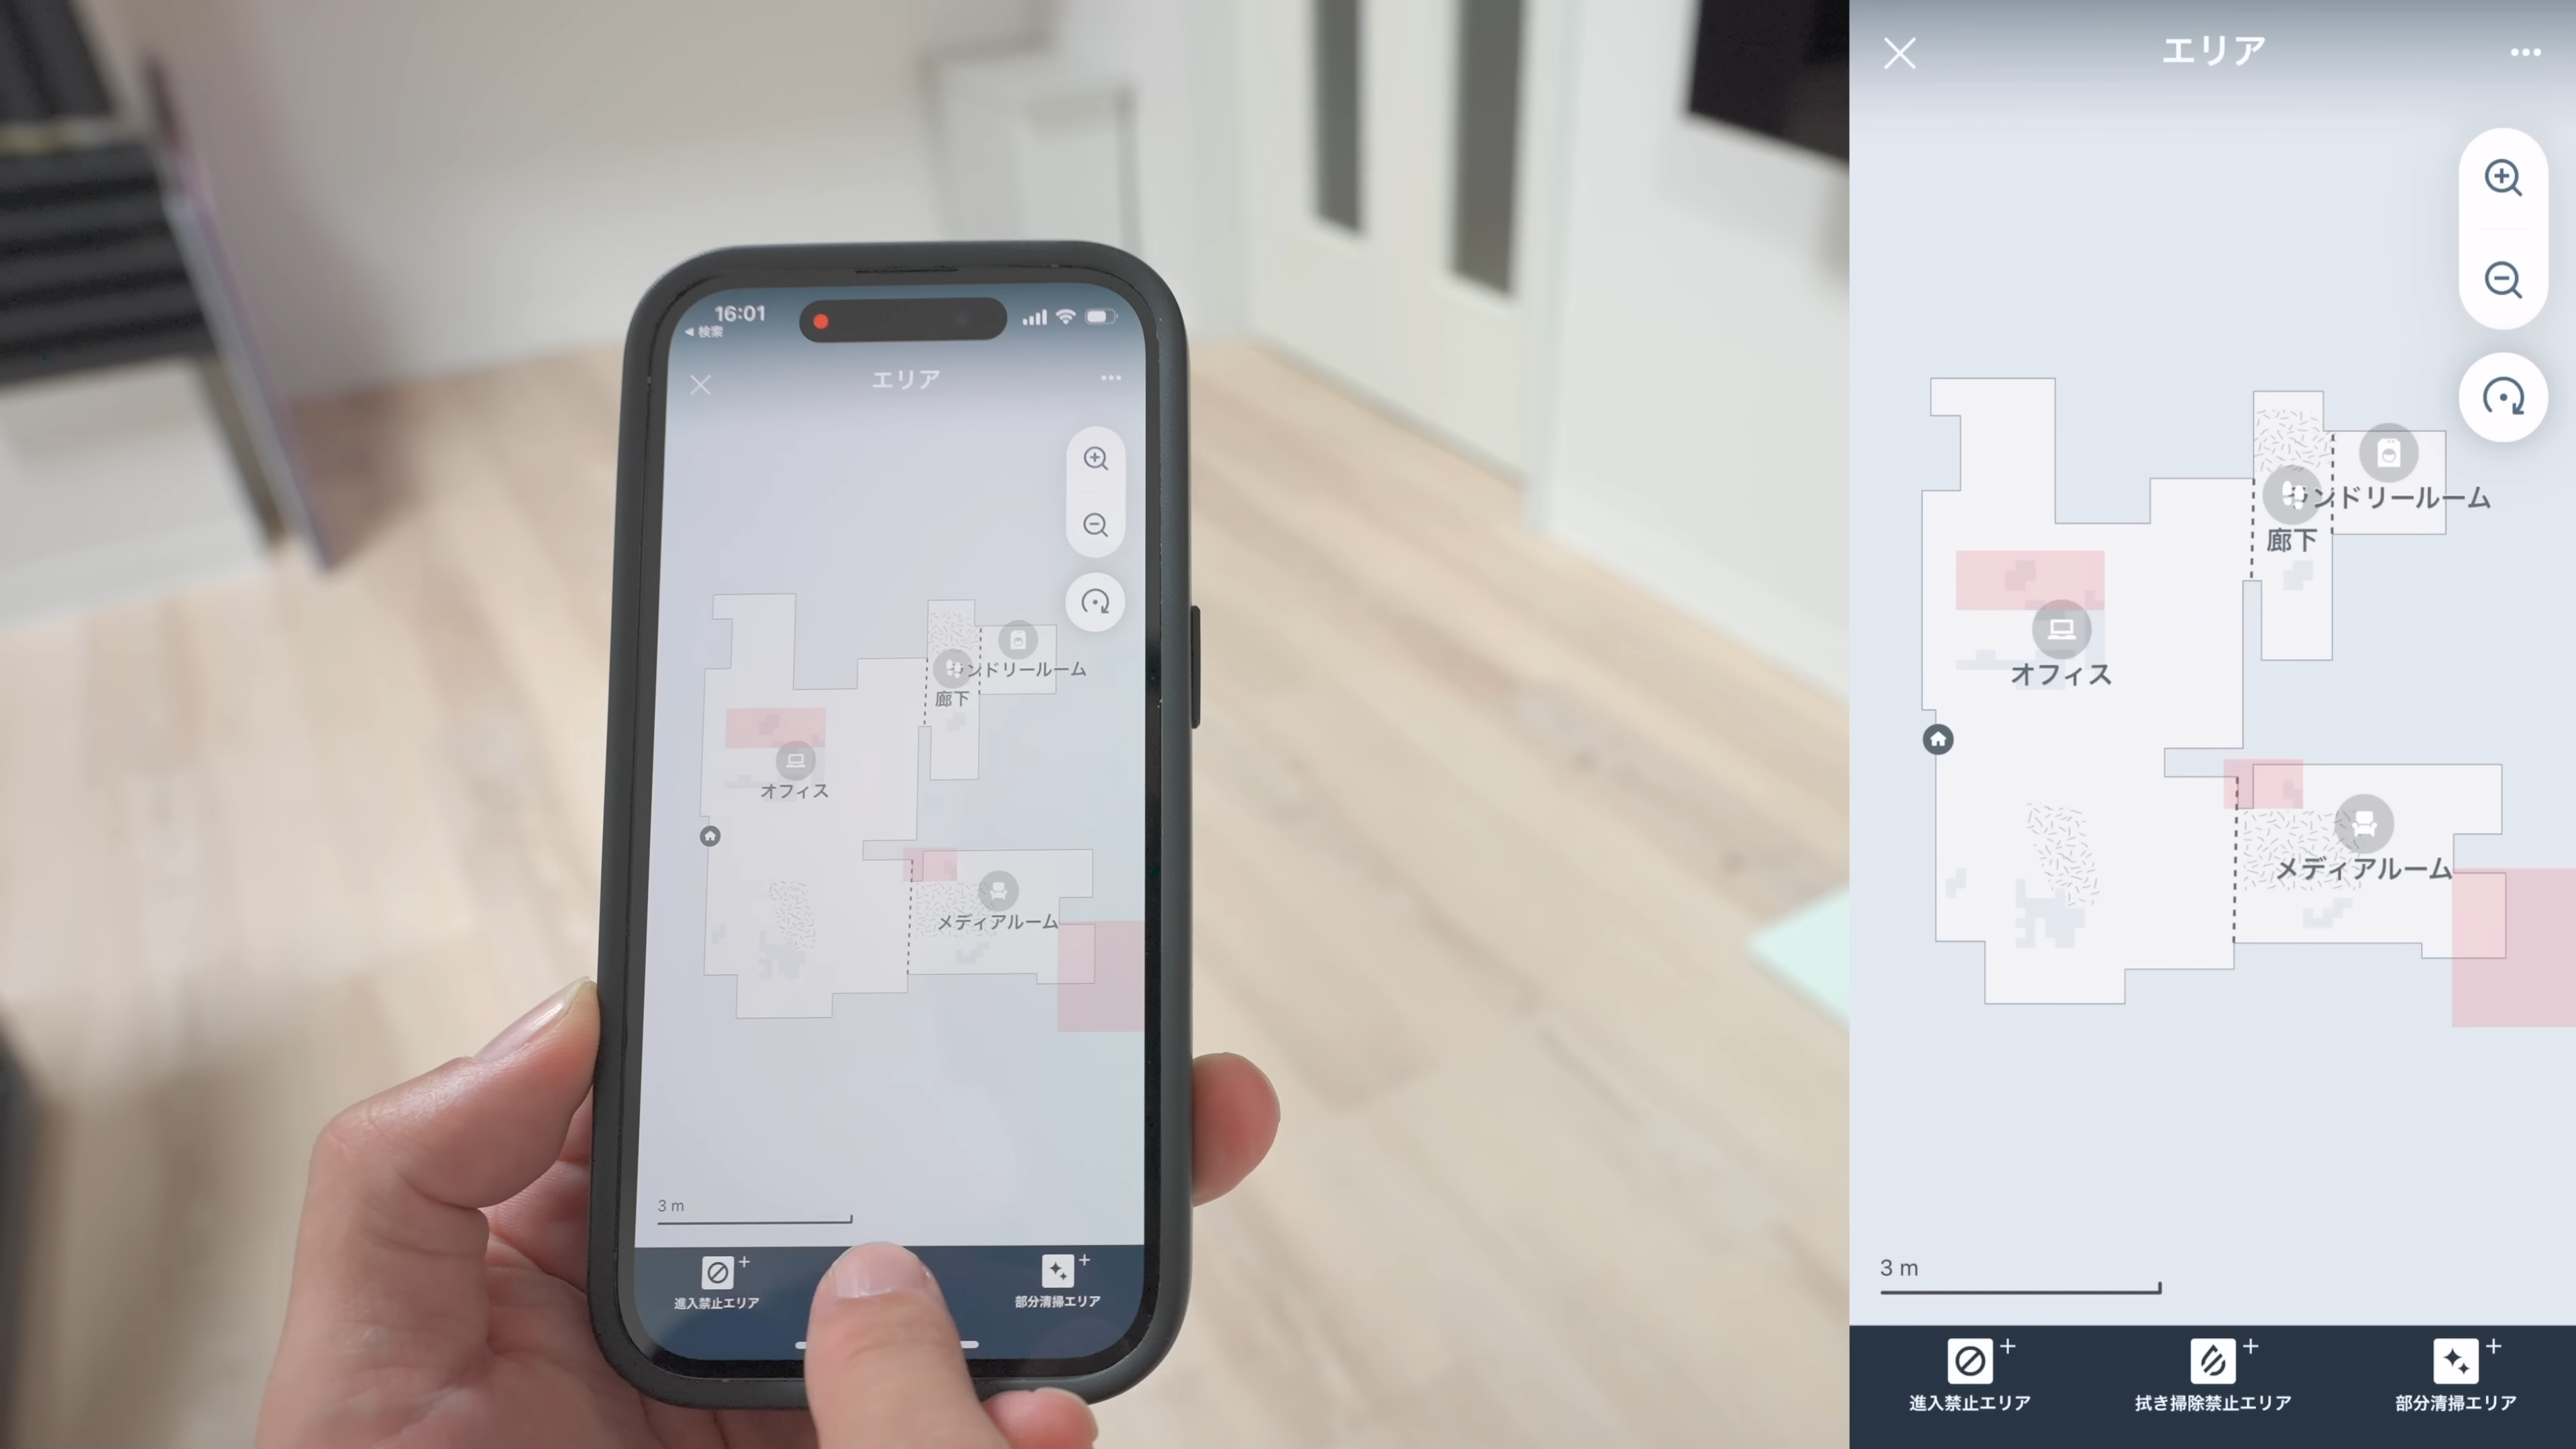 16:01
◀ 検索
エリア
ンドリールーム
廊下
オフィス
メディアルーム
3 m
進入禁止エリア
部分清掃エリア
エリア
ンドリールーム
廊下
オフィス
メディアルーム
3 m
進入禁止エリア
拭き掃除禁止エリア
部分清掃エリア